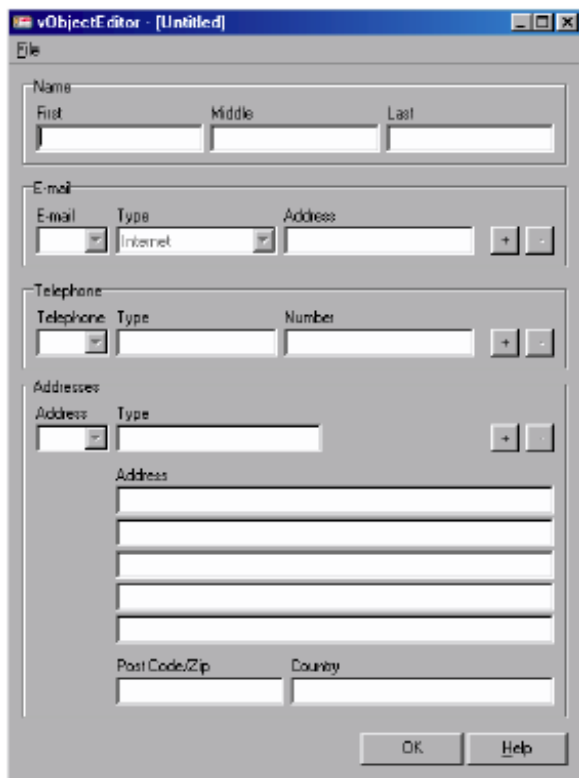 vObjectEditor - [Untitled]
File
Name
First Middle Last
E-mail
E-mail Type Address
Internet + -
Telephone
Telephone Type Number
+ -
Addresses
Address Type
+ -
Address
Post Code/Zip Country
OK Help